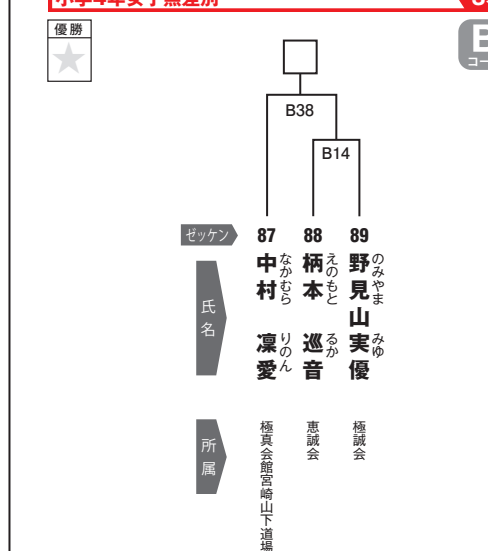 小学4年女子無差別
優勝
B
コー
B38
B14
ゼッケン
87
88
89
氏名
中村 凜愛
なかむら りのん
柄本 巡音
えのもと るか
野見山 実優
のみやま みゆ
所属
極真会館宮崎山下道場
恵誠会
極誠会